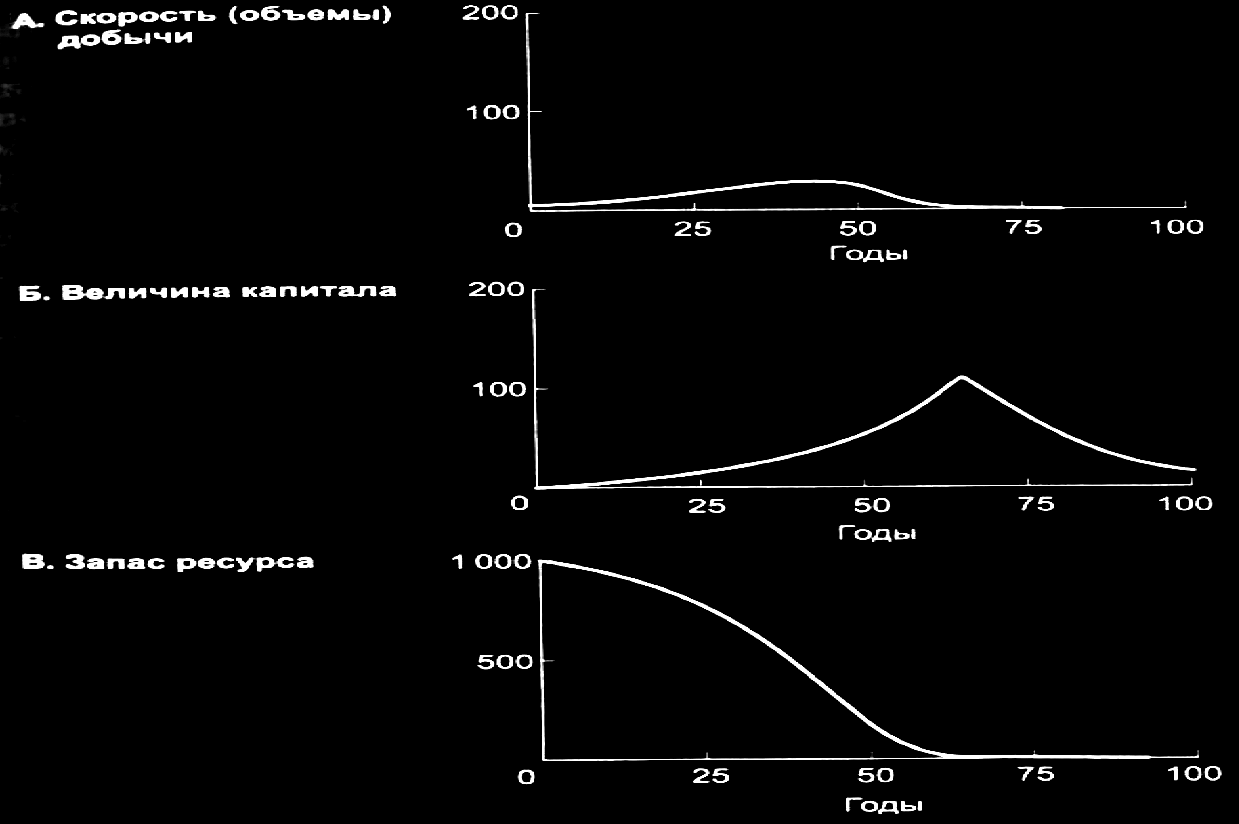 А. Скорость (объемы)
добычи
200
100
0 25 50 75 100
Годы
Б. Величина капитала
200
100
0 25 50 75 100
Годы
В. Запас ресурса
1 000
500
0 25 50 75 100
Годы